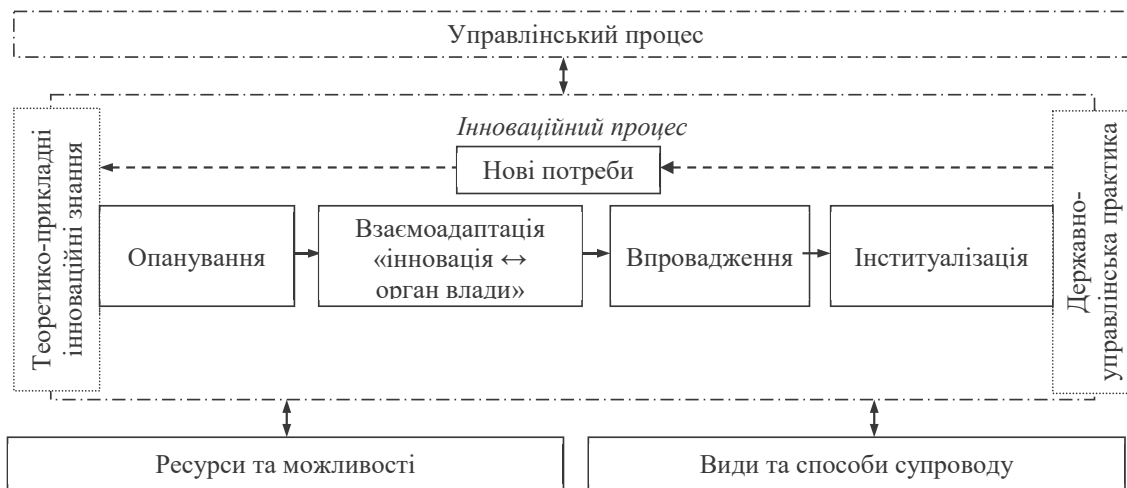 Управлінський процес
Інноваційний процес
Нові потреби
Теоретико-прикладні
інноваційні знання
Опанування
Взаємоадаптація
«інновація ↔
орган влади»
Впровадження
Інституалізація
Державно-
управлінська практика
Ресурси та можливості
Види та способи супроводу